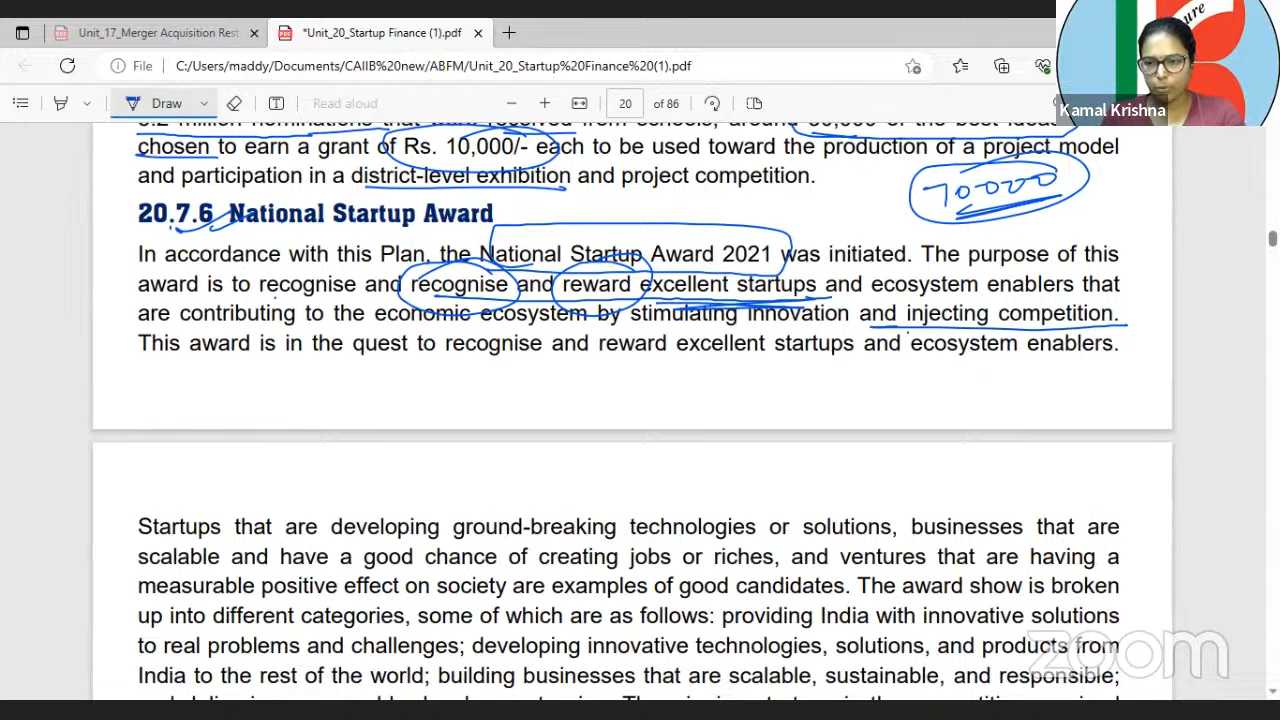 Unit_17_Merger Acquisition Rest
*Unit_20_Startup Finance (1).pdf
File
C:/Users/maddy/Documents/CAIIB%20new/ABFM/Unit_20_Startup%20Finance%20(1).pdf
Draw
Read aloud
20 of 86
Kamal Krishna
chosen to earn a grant of Rs. 10,000/- each to be used toward the production of a project model
and participation in a district-level exhibition and project competition.
10000
20.7.6 National Startup Award
In accordance with this Plan, the National Startup Award 2021 was initiated. The purpose of this
award is to recognise and recognise and reward excellent startups and ecosystem enablers that
are contributing to the economic ecosystem by stimulating innovation and injecting competition.
This award is in the quest to recognise and reward excellent startups and ecosystem enablers.
Startups that are developing ground-breaking technologies or solutions, businesses that are
scalable and have a good chance of creating jobs or riches, and ventures that are having a
measurable positive effect on society are examples of good candidates. The award show is broken
up into different categories, some of which are as follows: providing India with innovative solutions
to real problems and challenges; developing innovative technologies, solutions, and products from
India to the rest of the world; building businesses that are scalable, sustainable, and responsible;
zoom